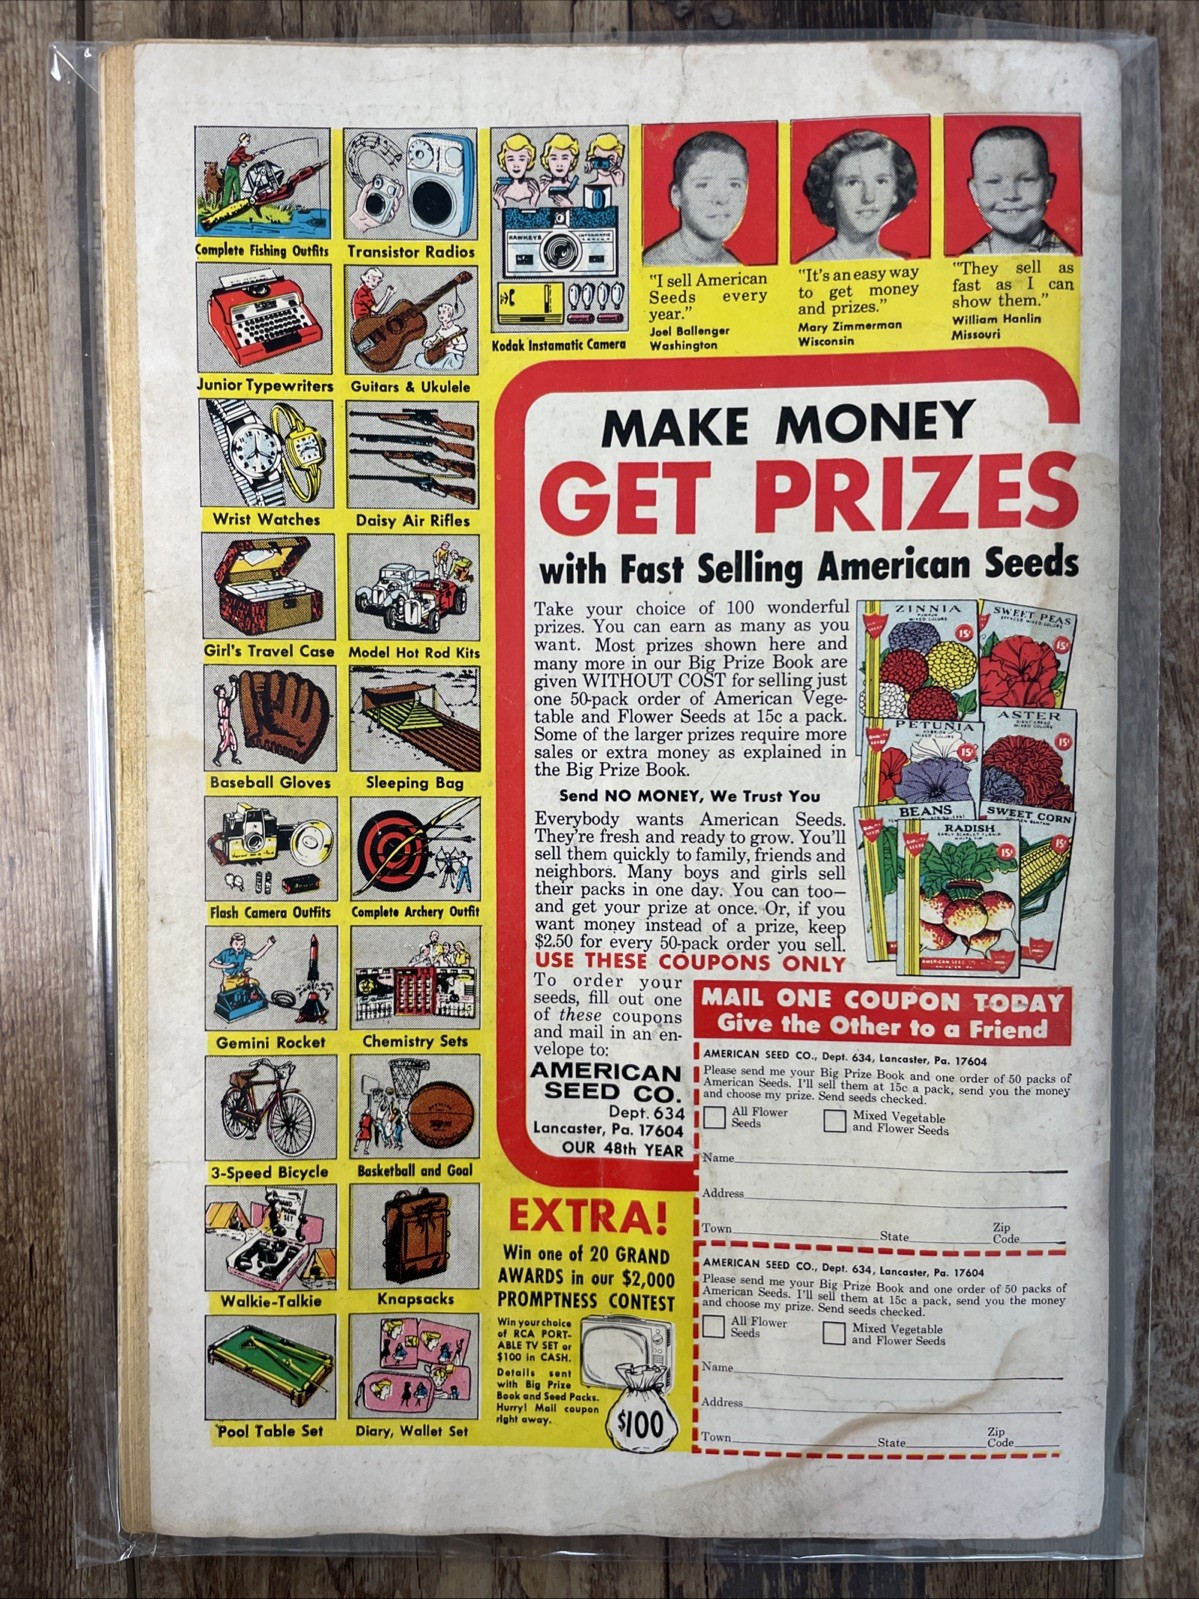 Complete Fishing Outfits
Transistor Radios
HAWKEYE
INSTAMATIC
Kodak Instamatic Camera
"I sell American
Seeds every
year."
Joel Ballenger
Washington
"It's an easy way
to get money
and prizes."
Mary Zimmerman
Wisconsin
"They sell as
fast as I can
show them."
William Hanlin
Missouri
Junior Typewriters
Guitars & Ukulele
Wrist Watches
Daisy Air Rifles
Girl's Travel Case
Model Hot Rod Kits
Baseball Gloves
Sleeping Bag
Flash Camera Outfits
Complete Archery Outfit
Gemini Rocket
Chemistry Sets
3-Speed Bicycle
Basketball and Goal
Walkie-Talkie
Knapsacks
Pool Table Set
Diary, Wallet Set
MAKE MONEY
GET PRIZES
with Fast Selling American Seeds
Take your choice of 100 wonderful
prizes. You can earn as many as you
want. Most prizes shown here and
many more in our Big Prize Book are
given WITHOUT COST for selling just
one 50-pack order of American Vege-
table and Flower Seeds at 15c a pack.
Some of the larger prizes require more
sales or extra money as explained in
the Big Prize Book.
Send NO MONEY, We Trust You
Everybody wants American Seeds.
They're fresh and ready to grow. You'll
sell them quickly to family, friends and
neighbors. Many boys and girls sell
their packs in one day. You can too—
and get your prize at once. Or, if you
want money instead of a prize, keep
$2.50 for every 50-pack order you sell.
USE THESE COUPONS ONLY
To order your
seeds, fill out one
of these coupons
and mail in an en-
velope to:
AMERICAN
SEED CO.
Dept. 634
Lancaster, Pa. 17604
OUR 48th YEAR
ZINNIA
MIXED COLORS
15¢
SWEET PEAS
MIXED COLORS
15¢
PETUNIA
MIXED COLORS
15¢
ASTER
MIXED COLORS
15¢
BEANS
SWEET CORN
15¢
RADISH
15¢
AMERICAN SEED CO.
MAIL ONE COUPON TODAY
Give the Other to a Friend
AMERICAN SEED CO., Dept. 634, Lancaster, Pa. 17604
Please send me your Big Prize Book and one order of 50 packs of
American Seeds. I'll sell them at 15c a pack, send you the money
and choose my prize. Send seeds checked.
All Flower
Seeds
Mixed Vegetable
and Flower Seeds
Name
Address
Town State Zip
Code
AMERICAN SEED CO., Dept. 634, Lancaster, Pa. 17604
Please send me your Big Prize Book and one order of 50 packs of
American Seeds. I'll sell them at 15c a pack, send you the money
and choose my prize. Send seeds checked.
All Flower
Seeds
Mixed Vegetable
and Flower Seeds
Name
Address
Town State Zip
Code
EXTRA!
Win one of 20 GRAND
AWARDS in our $2,000
PROMPTNESS CONTEST
Win your choice
of RCA PORT-
ABLE TV SET or
$100 in CASH.
Details sent
with Big Prize
Book and Seed Packs.
Hurry! Mail coupon
right away.
$100